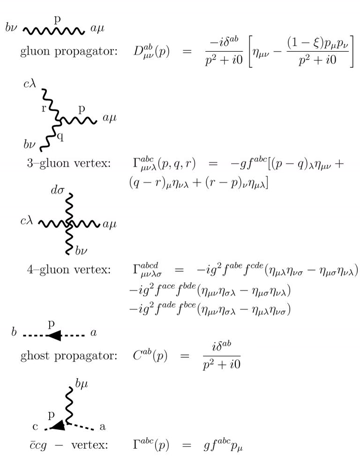 p
bν aμ
gluon propagator: D^{ab}_{μν}(p) = \frac{-iδ^{ab}}{p^2 + i0} [η_{μν} − \frac{(1 − ξ)p_μ p_ν}{p^2 + i0}]
cλ
r p aμ
q
bν
3–gluon vertex: Γ^{abc}_{μνλ}(p, q, r) = −gf^{abc}[(p − q)_λ η_{μν} +
(q − r)_μ η_{νλ} + (r − p)_ν η_{μλ}]
dσ
cλ aμ
bν
4–gluon vertex: Γ^{abcd}_{μνλσ} = −ig^2 f^{abe} f^{cde}(η_{μλ}η_{νσ} − η_{μσ}η_{νλ})
−ig^2 f^{ace} f^{bde}(η_{μν}η_{σλ} − η_{μσ}η_{νλ})
−ig^2 f^{ade} f^{bce}(η_{μν}η_{σλ} − η_{μλ}η_{νσ})
p
b a
ghost propagator: C^{ab}(p) = \frac{iδ^{ab}}{p^2 + i0}
bμ
p
c a
c̄cg − vertex: Γ^{abc}(p) = gf^{abc}p_μ